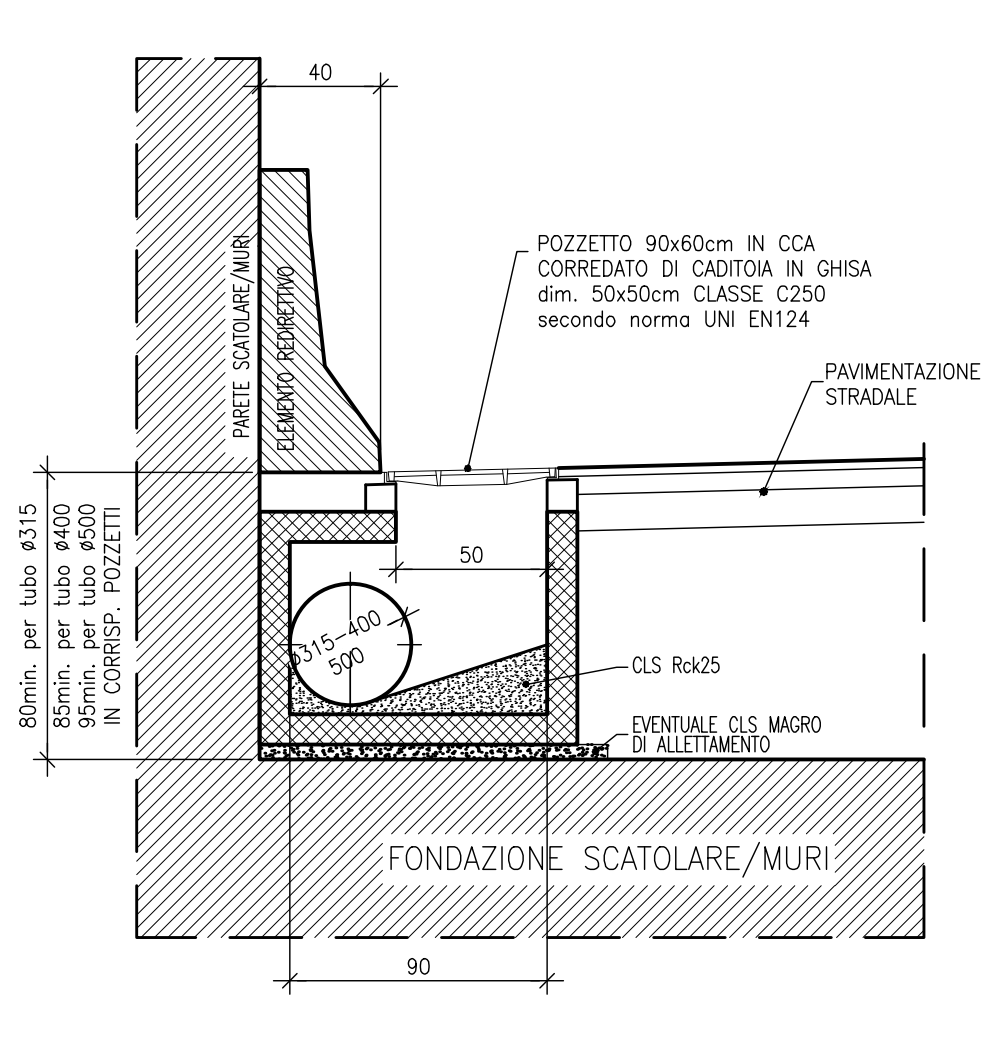 40
POZZETTO 90x60cm IN CCA
CORREDATO DI CADITOIA IN GHISA
dim. 50x50cm CLASSE C250
secondo norma UNI EN124
PARETE SCATOLARE/MURI
ELEMENTO REDIRETTIVO
PAVIMENTAZIONE
STRADALE
80min. per tubo ø315
85min. per tubo ø400
95min. per tubo ø500
IN CORRISP. POZZETTI
50
ø315-400
500
CLS Rck25
EVENTUALE CLS MAGRO
DI ALLETTAMENTO
FONDAZIONE SCATOLARE/MURI
90